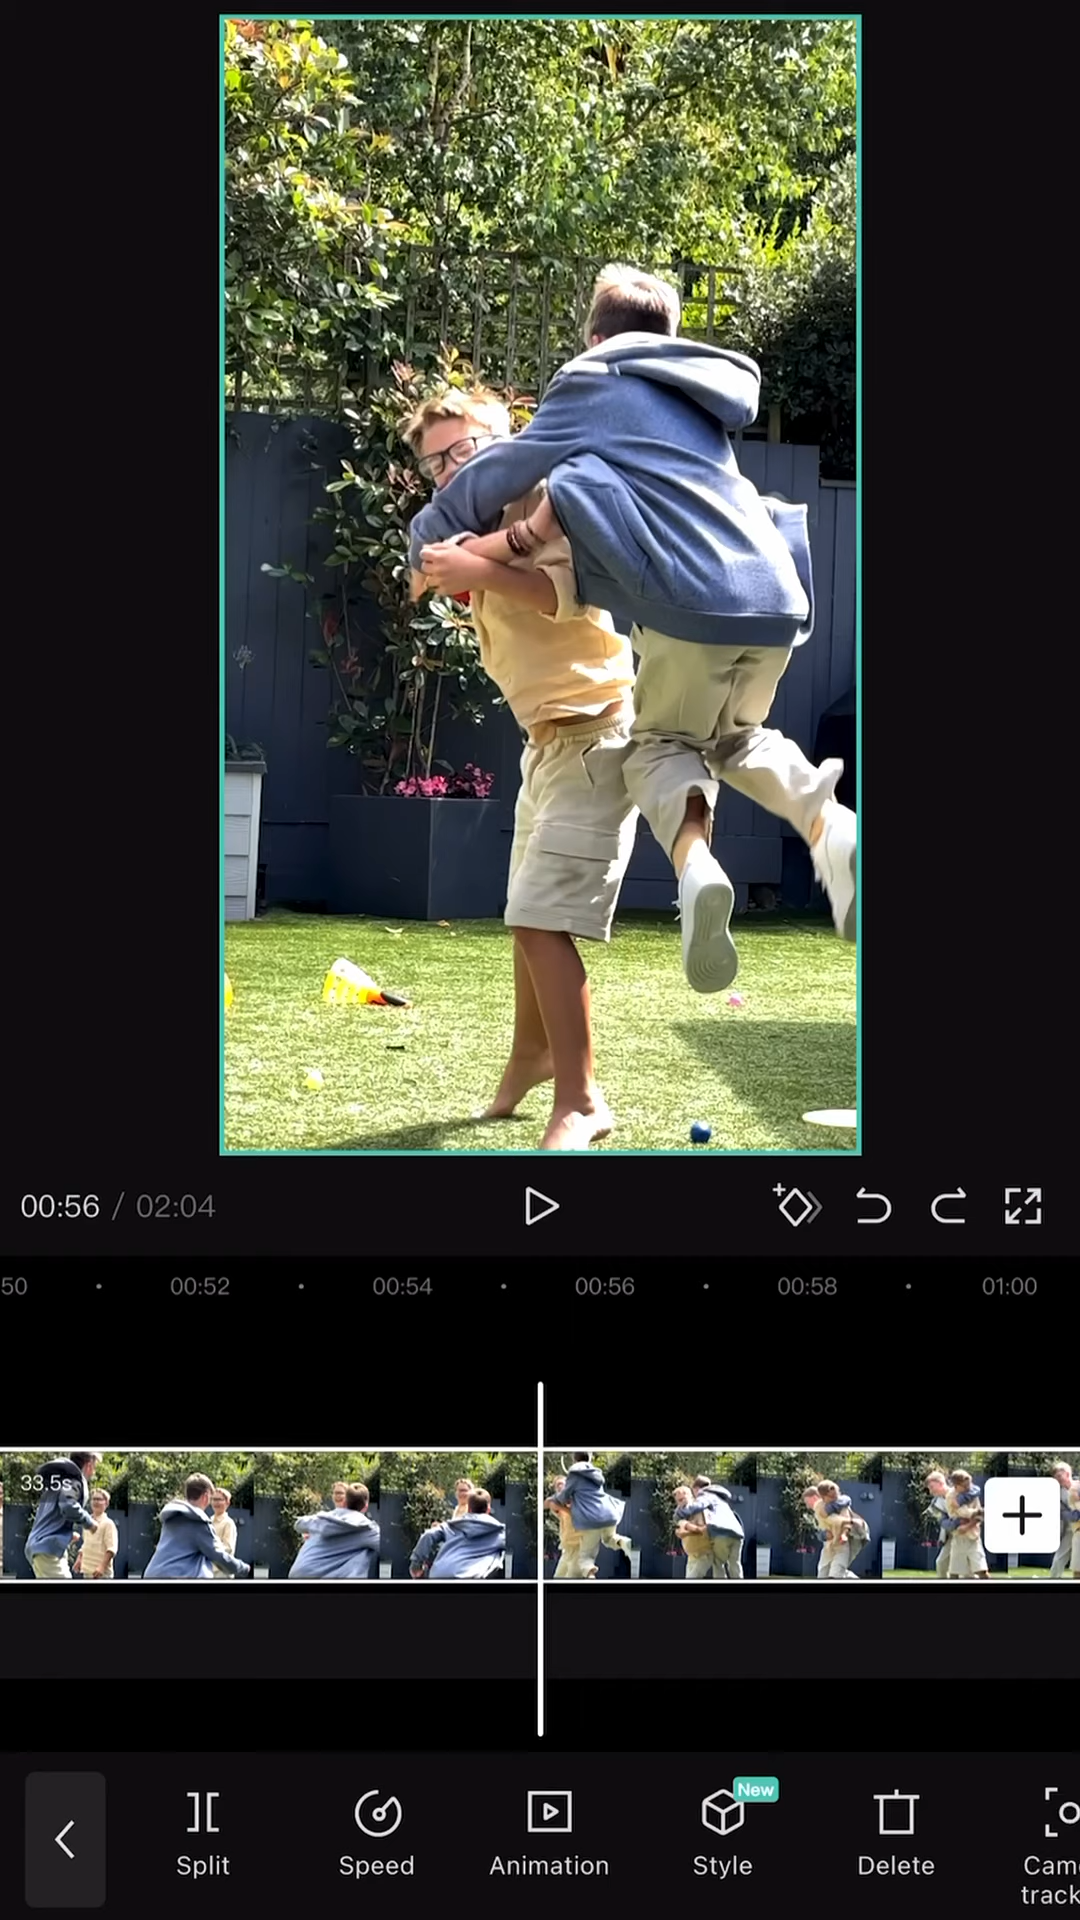 00:56 / 02:04
50 • 00:52 • 00:54 • 00:56 • 00:58 • 01:00
33.5s
New
Split Speed Animation Style Delete Cam
track